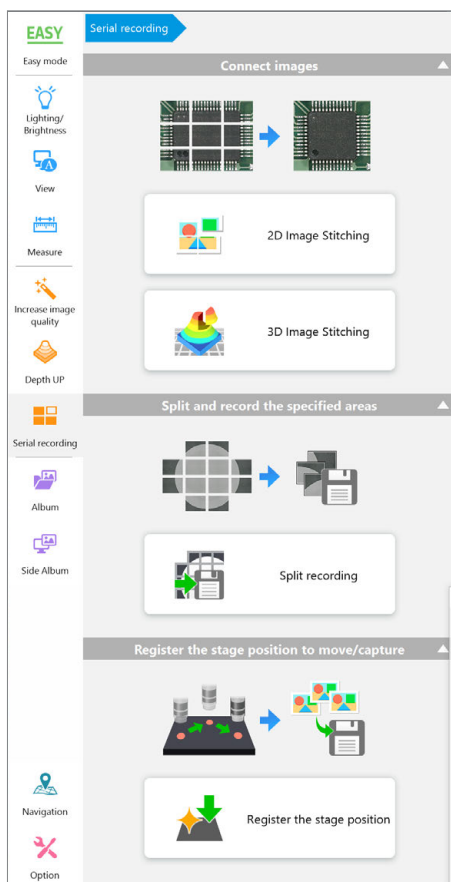 EASY
Easy mode
Lighting/
Brightness
View
Measure
Increase image
quality
Depth UP
Serial recording
Album
Side Album
Navigation
Option
Serial recording
Connect images
2D Image Stitching
3D Image Stitching
Split and record the specified areas
Split recording
Register the stage position to move/capture
Register the stage position